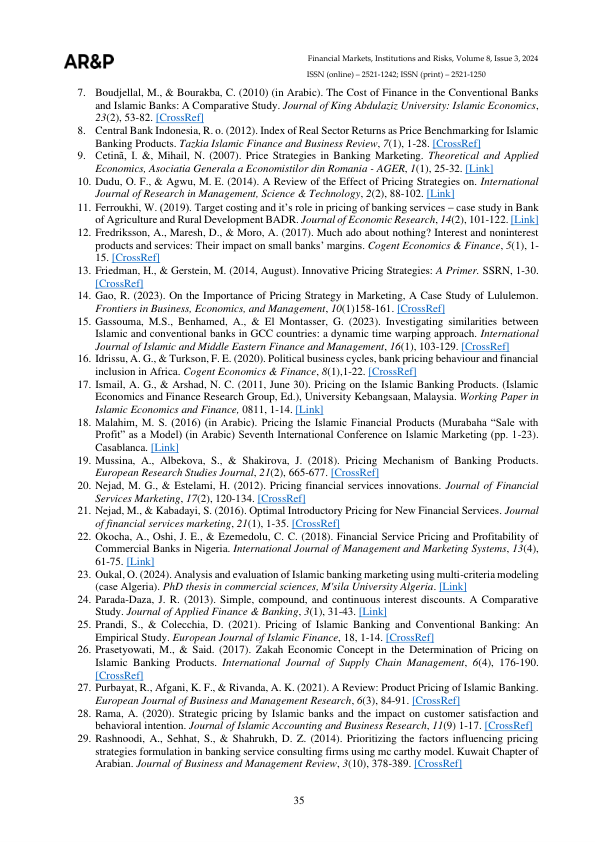 AR&P
Financial Markets, Institutions and Risks, Volume 8, Issue 3, 2024
ISSN (online) – 2521-1242; ISSN (print) – 2521-1250
7. Boudjellal, M., & Bourakba, C. (2010) (in Arabic). The Cost of Finance in the Conventional Banks
and Islamic Banks: A Comparative Study. Journal of King Abdulaziz University: Islamic Economics,
23(2), 53-82. [CrossRef]
8. Central Bank Indonesia, R. o. (2012). Index of Real Sector Returns as Price Benchmarking for Islamic
Banking Products. Tazkia Islamic Finance and Business Review, 7(1), 1-28. [CrossRef]
9. Cetină, I. &, Mihail, N. (2007). Price Strategies in Banking Marketing. Theoretical and Applied
Economics, Asociatia Generala a Economistilor din Romania - AGER, 1(1), 25-32. [Link]
10. Dudu, O. F., & Agwu, M. E. (2014). A Review of the Effect of Pricing Strategies on. International
Journal of Research in Management, Science & Technology, 2(2), 88-102. [Link]
11. Ferroukhi, W. (2019). Target costing and it's role in pricing of banking services – case study in Bank
of Agriculture and Rural Development BADR. Journal of Economic Research, 14(2), 101-122. [Link]
12. Fredriksson, A., Maresh, D., & Moro, A. (2017). Much ado about nothing? Interest and noninterest
products and services: Their impact on small banks' margins. Cogent Economics & Finance, 5(1), 1-
15. [CrossRef]
13. Friedman, H., & Gerstein, M. (2014, August). Innovative Pricing Strategies: A Primer. SSRN, 1-30.
[CrossRef]
14. Gao, R. (2023). On the Importance of Pricing Strategy in Marketing, A Case Study of Lululemon.
Frontiers in Business, Economics, and Management, 10(1)158-161. [CrossRef]
15. Gassouma, M.S., Benhamed, A., & El Montasser, G. (2023). Investigating similarities between
Islamic and conventional banks in GCC countries: a dynamic time warping approach. International
Journal of Islamic and Middle Eastern Finance and Management, 16(1), 103-129. [CrossRef]
16. Idrissu, A. G., & Turkson, F. E. (2020). Political business cycles, bank pricing behaviour and financial
inclusion in Africa. Cogent Economics & Finance, 8(1),1-22. [CrossRef]
17. Ismail, A. G., & Arshad, N. C. (2011, June 30). Pricing on the Islamic Banking Products. (Islamic
Economics and Finance Research Group, Ed.), University Kebangsaan, Malaysia. Working Paper in
Islamic Economics and Finance, 0811, 1-14. [Link]
18. Malahim, M. S. (2016) (in Arabic). Pricing the Islamic Financial Products (Murabaha “Sale with
Profit” as a Model) (in Arabic) Seventh International Conference on Islamic Marketing (pp. 1-23).
Casablanca. [Link]
19. Mussina, A., Albekova, S., & Shakirova, J. (2018). Pricing Mechanism of Banking Products.
European Research Studies Journal, 21(2), 665-677. [CrossRef]
20. Nejad, M. G., & Estelami, H. (2012). Pricing financial services innovations. Journal of Financial
Services Marketing, 17(2), 120-134. [CrossRef]
21. Nejad, M., & Kabadayi, S. (2016). Optimal Introductory Pricing for New Financial Services. Journal
of financial services marketing, 21(1), 1-35. [CrossRef]
22. Okocha, A., Oshi, J. E., & Ezemedolu, C. C. (2018). Financial Service Pricing and Profitability of
Commercial Banks in Nigeria. International Journal of Management and Marketing Systems, 13(4),
61-75. [Link]
23. Oukal, O. (2024). Analysis and evaluation of Islamic banking marketing using multi-criteria modeling
(case Algeria). PhD thesis in commercial sciences, M'sila University Algeria. [Link]
24. Parada-Daza, J. R. (2013). Simple, compound, and continuous interest discounts. A Comparative
Study. Journal of Applied Finance & Banking, 3(1), 31-43. [Link]
25. Prandi, S., & Colecchia, D. (2021). Pricing of Islamic Banking and Conventional Banking: An
Empirical Study. European Journal of Islamic Finance, 18, 1-14. [CrossRef]
26. Prasetyowati, M., & Said. (2017). Zakah Economic Concept in the Determination of Pricing on
Islamic Banking Products. International Journal of Supply Chain Management, 6(4), 176-190.
[CrossRef]
27. Purbayat, R., Afgani, K. F., & Rivanda, A. K. (2021). A Review: Product Pricing of Islamic Banking.
European Journal of Business and Management Research, 6(3), 84-91. [CrossRef]
28. Rama, A. (2020). Strategic pricing by Islamic banks and the impact on customer satisfaction and
behavioral intention. Journal of Islamic Accounting and Business Research, 11(9) 1-17. [CrossRef]
29. Rashnoodi, A., Sehhat, S., & Shahrukh, D. Z. (2014). Prioritizing the factors influencing pricing
strategies formulation in banking service consulting firms using mc carthy model. Kuwait Chapter of
Arabian. Journal of Business and Management Review, 3(10), 378-389. [CrossRef]
35